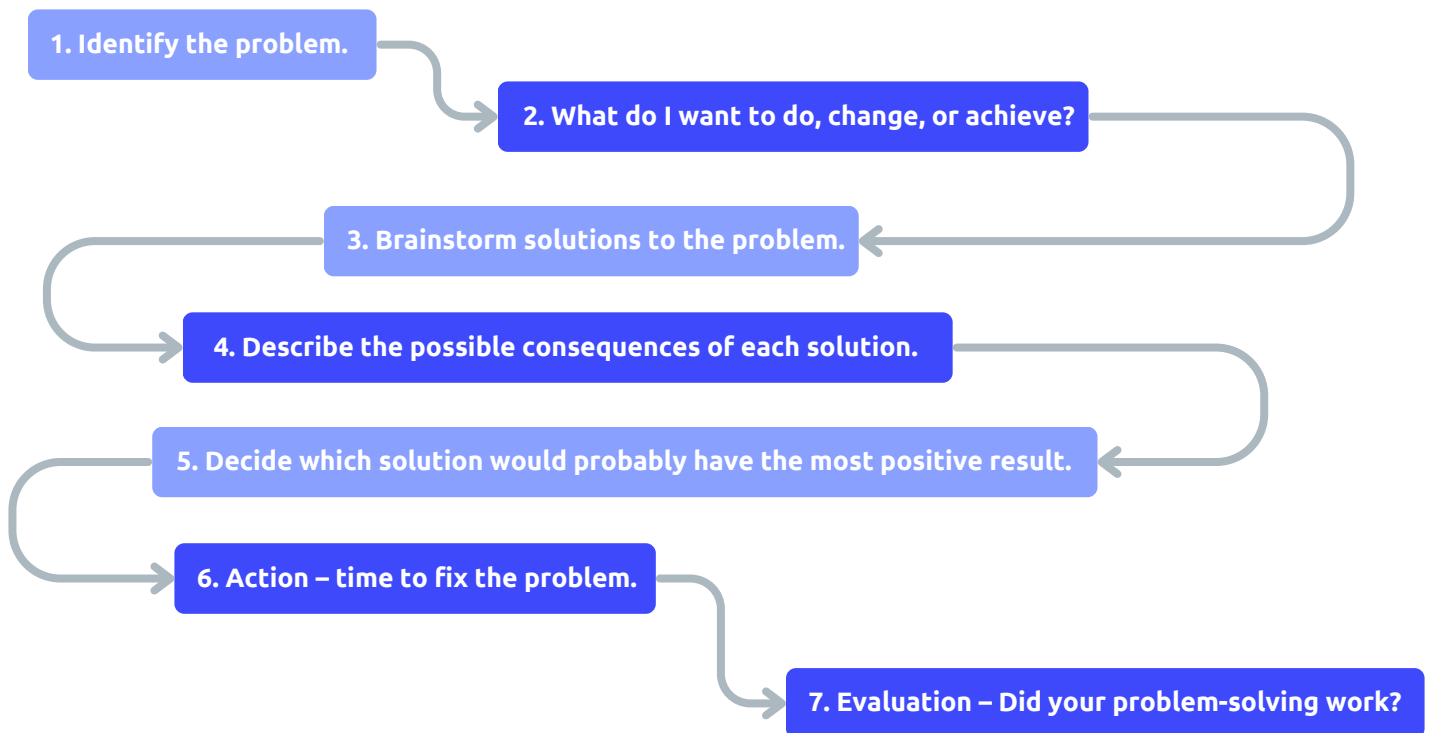 1. Identify the problem.
2. What do I want to do, change, or achieve?
3. Brainstorm solutions to the problem.
4. Describe the possible consequences of each solution.
5. Decide which solution would probably have the most positive result.
6. Action – time to fix the problem.
7. Evaluation – Did your problem-solving work?